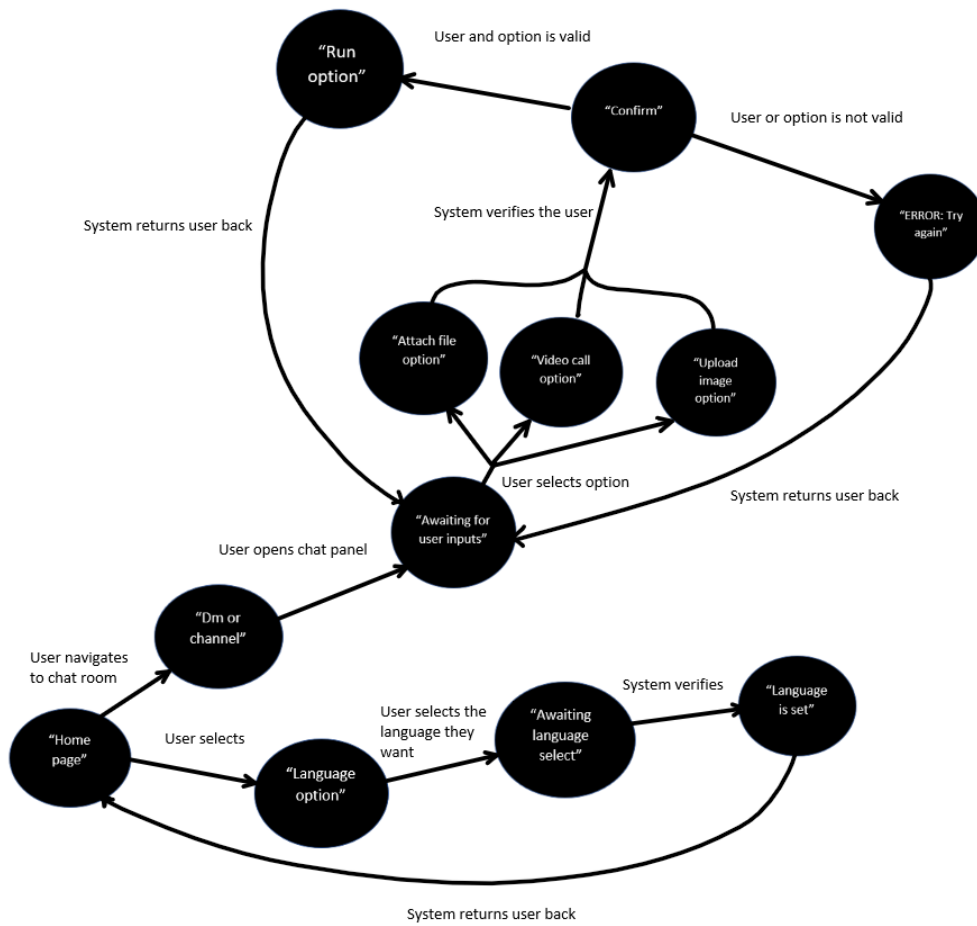 User and option is valid
“Run
option”
“Confirm”
User or option is not valid
System returns user back
System verifies the user
“ERROR: Try
again”
“Attach file
option”
“Video call
option”
“Upload
image
option”
User selects option
System returns user back
“Awaiting for
user inputs”
User opens chat panel
“Dm or
channel”
User navigates
to chat room
“Home
page”
User selects
“Language
option”
User selects the
language they
want
“Awaiting
language
select”
System verifies
“Language
is set”
System returns user back